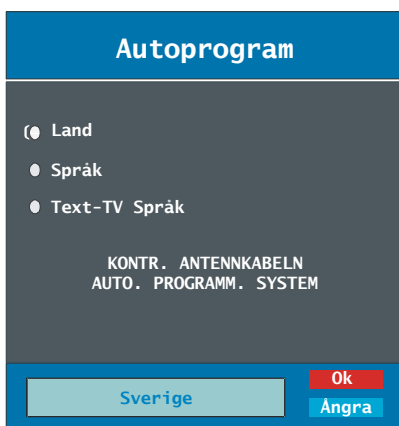 Autoprogram
Land
Språk
Text-TV Språk
KONTR. ANTENNKABELN
AUTO. PROGRAMM. SYSTEM
Sverige
Ok
Ångra